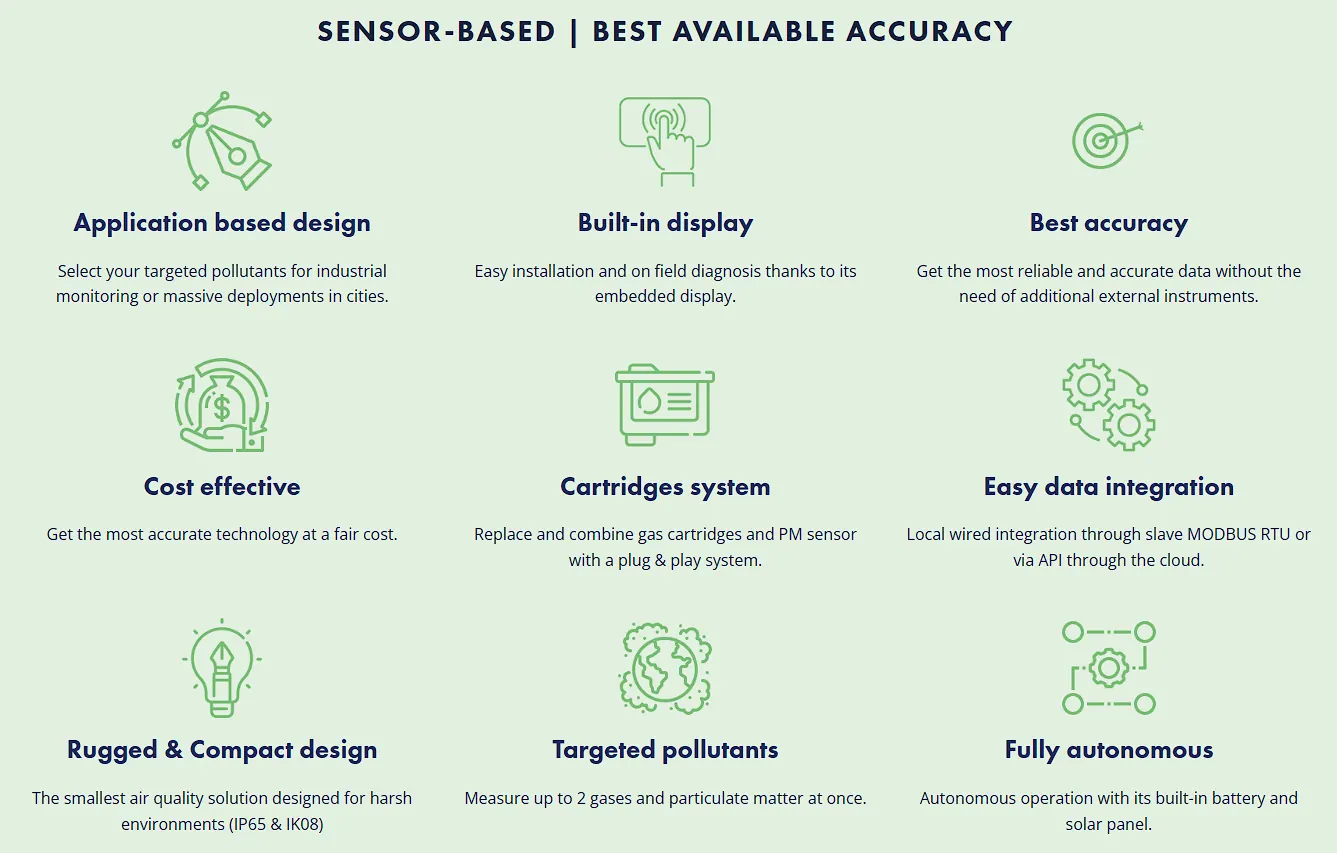 SENSOR-BASED | BEST AVAILABLE ACCURACY
Application based design
Select your targeted pollutants for industrial
monitoring or massive deployments in cities.
Built-in display
Easy installation and on field diagnosis thanks to its
embedded display.
Best accuracy
Get the most reliable and accurate data without the
need of additional external instruments.
$
Cost effective
Get the most accurate technology at a fair cost.
Cartridges system
Replace and combine gas cartridges and PM sensor
with a plug & play system.
Easy data integration
Local wired integration through slave MODBUS RTU or
via API through the cloud.
Rugged & Compact design
The smallest air quality solution designed for harsh
environments (IP65 & IK08)
Targeted pollutants
Measure up to 2 gases and particulate matter at once.
Fully autonomous
Autonomous operation with its built-in battery and
solar panel.